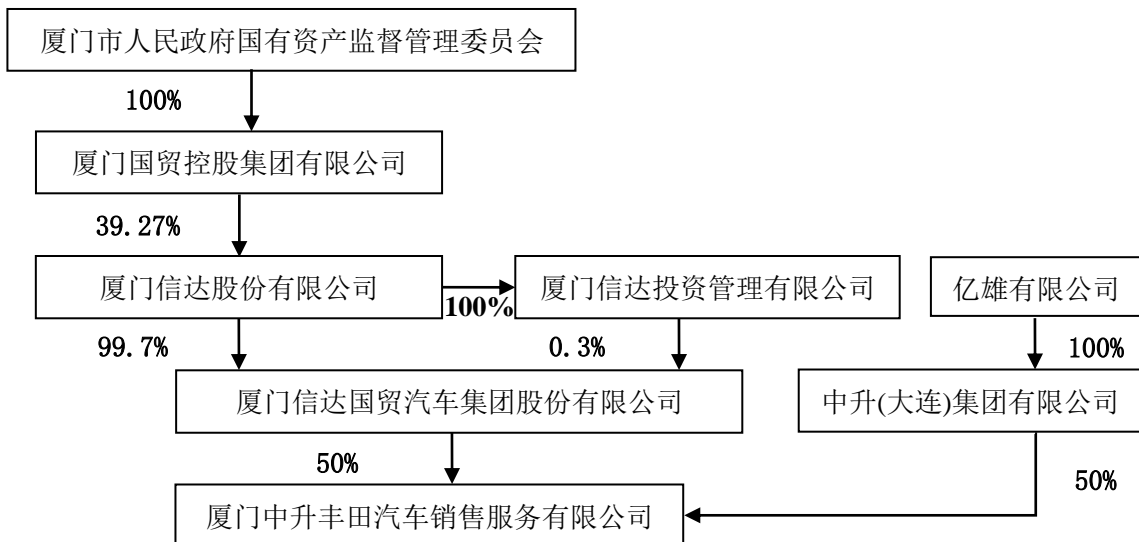 厦门市人民政府国有资产监督管理委员会
100%
厦门国贸控股集团有限公司
39.27%
厦门信达股份有限公司
100%
厦门信达投资管理有限公司
亿雄有限公司
99.7%
0.3%
100%
厦门信达国贸汽车集团股份有限公司
中升(大连)集团有限公司
50%
50%
厦门中升丰田汽车销售服务有限公司